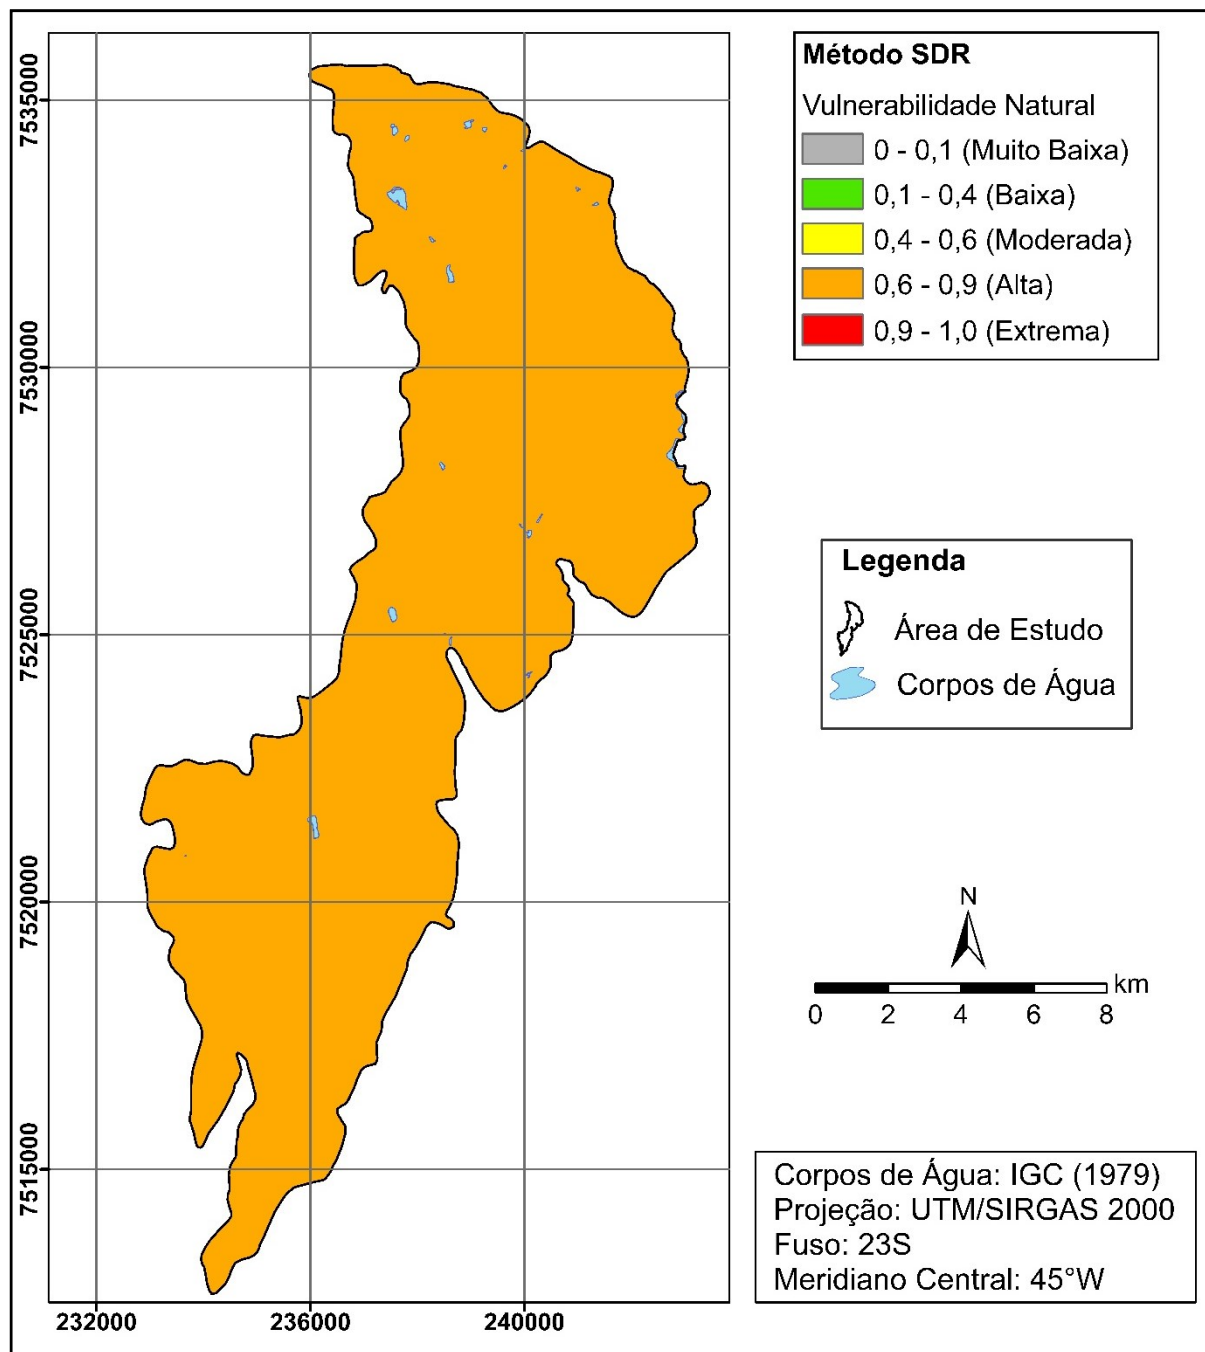 Método SDR
Vulnerabilidade Natural
0 - 0,1 (Muito Baixa)
0,1 - 0,4 (Baixa)
0,4 - 0,6 (Moderada)
0,6 - 0,9 (Alta)
0,9 - 1,0 (Extrema)
7535000
7530000
7525000
7520000
7515000
232000
236000
240000
Legenda
Área de Estudo
Corpos de Água
N
km
0 2 4 6 8
Corpos de Água: IGC (1979)
Projeção: UTM/SIRGAS 2000
Fuso: 23S
Meridiano Central: 45°W